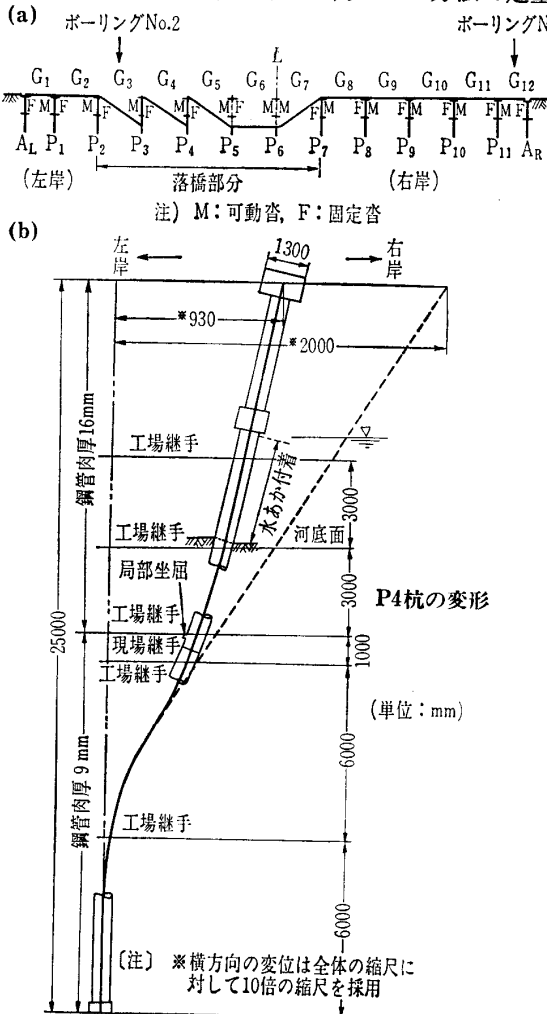 (a)
ボーリングNo.2
ボーリングN
G1 G2 G3 G4 G5 G6 L G7 G8 G9 G10 G11 G12
F M F M F M F M F M F M M M F M F M F M F M F M F
AL P1 P2 P3 P4 P5 P6 P7 P8 P9 P10 P11 AR
(左岸) 落橋部分 (右岸)
注) M:可動沓, F:固定沓
(b)
左岸 1300 右岸
※930
※2000
鋼管肉厚16mm
工場継手
水あか付着
3000
工場継手
河底面
局部坐屈
3000
P4杭の変形
工場継手
現場継手
1000
工場継手
25000
(単位:mm)
鋼管肉厚9mm
6000
工場継手
6000
〔注〕 ※横方向の変位は全体の縮尺に
対して10倍の縮尺を採用